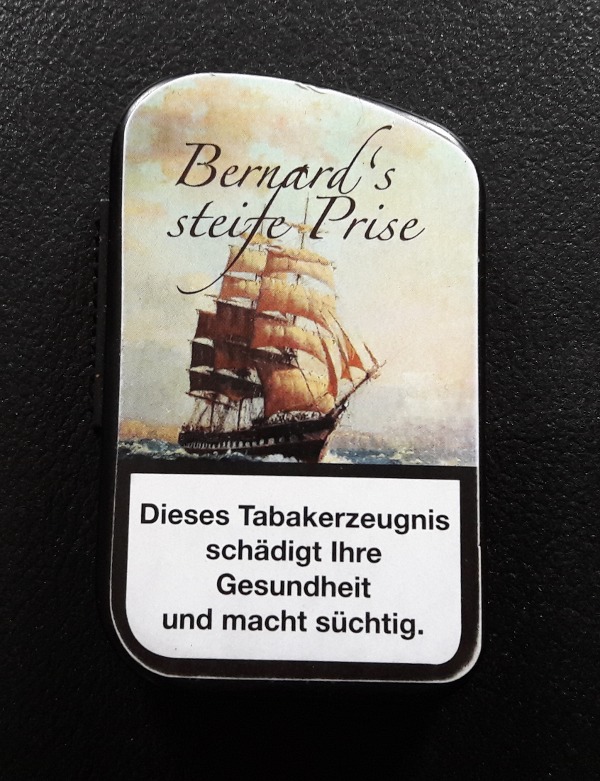 Bernard's
steife Prise
Dieses Tabakerzeugnis
schädigt Ihre
Gesundheit
und macht süchtig.